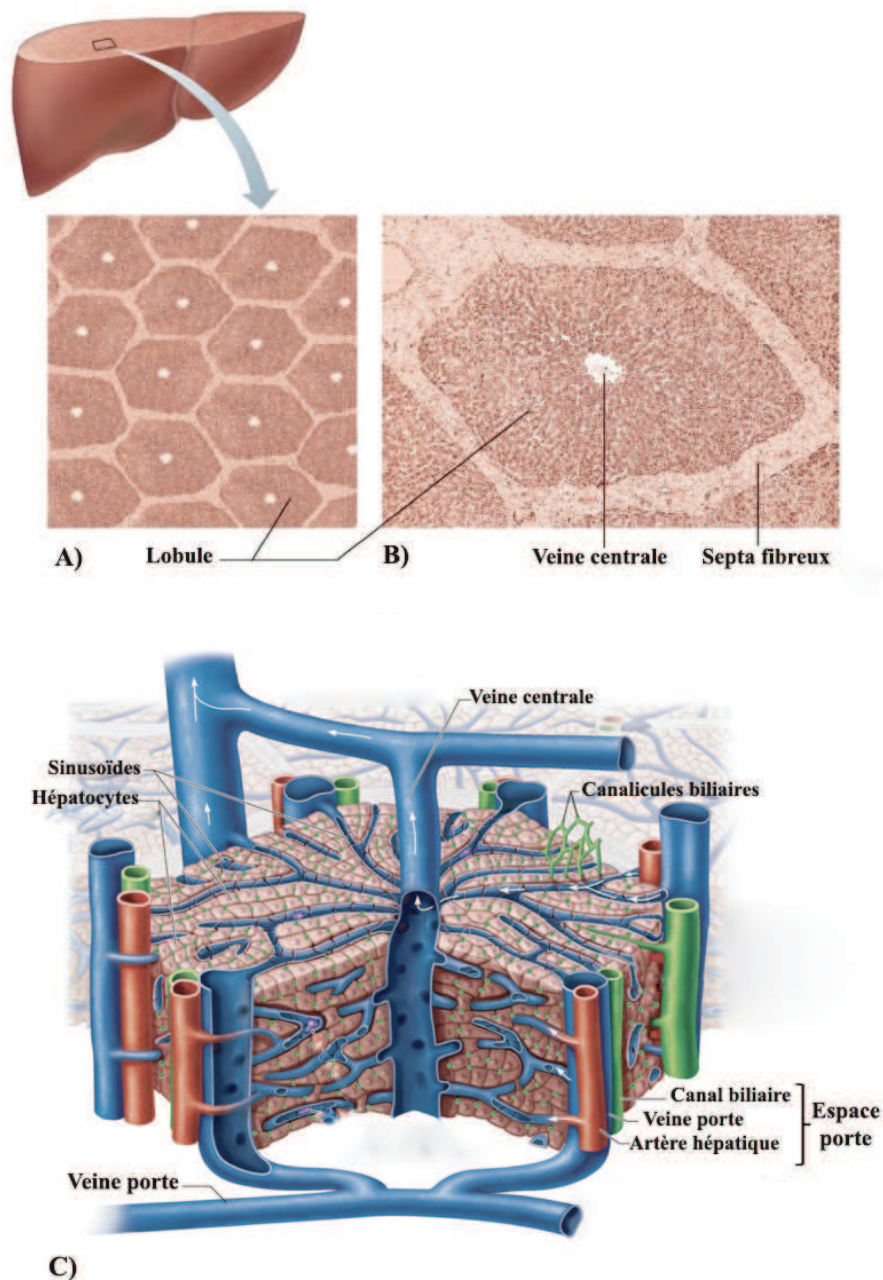 A)
Lobule
B)
Veine centrale
Septa fibreux
Veine centrale
Sinusoïdes
Hépatocytes
Canalicules biliaires
Canal biliaire
Veine porte
Artère hépatique
Espace
porte
Veine porte
C)